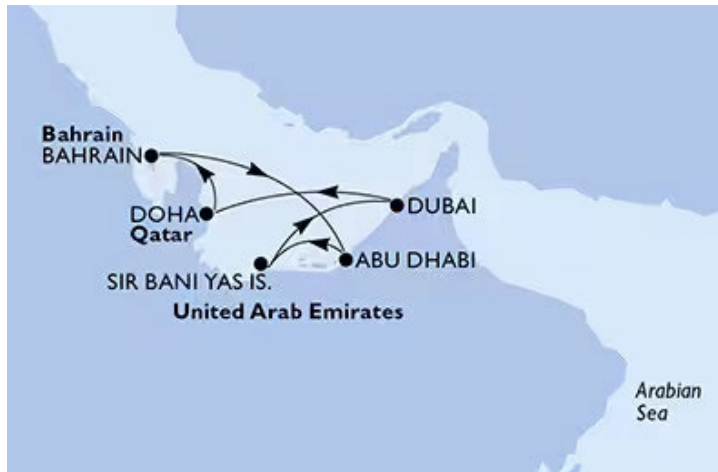 Bahrain
BAHRAIN
DOHA
Qatar
DUBAI
ABU DHABI
SIR BANI YAS IS.
United Arab Emirates
Arabian
Sea